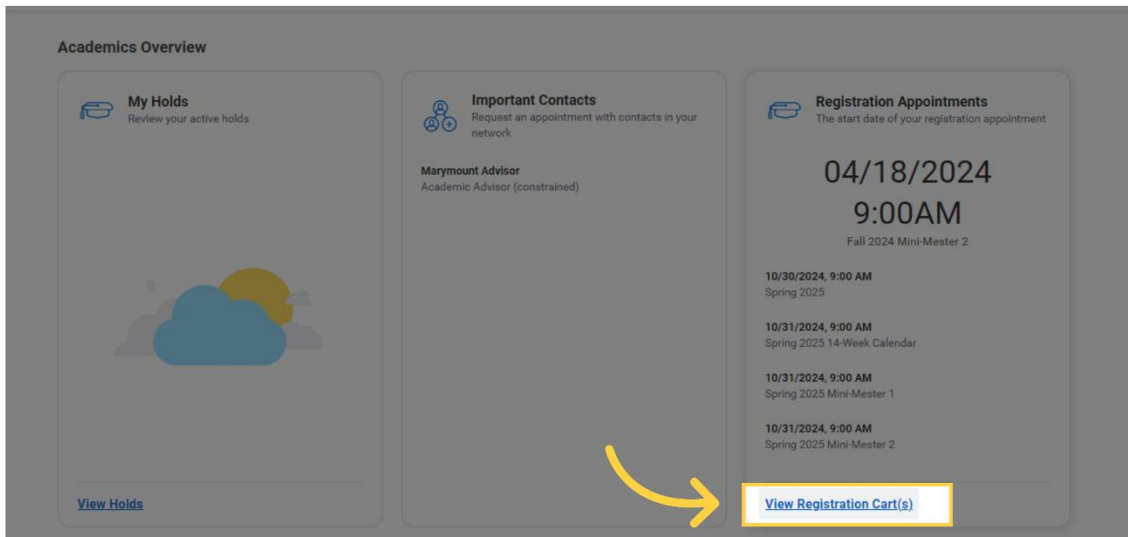 Academics Overview
My Holds
Review your active holds
Important Contacts
Request an appointment with contacts in your
network
Marymount Advisor
Academic Advisor (constrained)
Registration Appointments
The start date of your registration appointment
04/18/2024
9:00AM
Fall 2024 Mini-Mester 2
10/30/2024, 9:00 AM
Spring 2025
10/31/2024, 9:00 AM
Spring 2025 14-Week Calendar
10/31/2024, 9:00 AM
Spring 2025 Mini-Mester 1
10/31/2024, 9:00 AM
Spring 2025 Mini-Mester 2
View Holds
View Registration Cart(s)